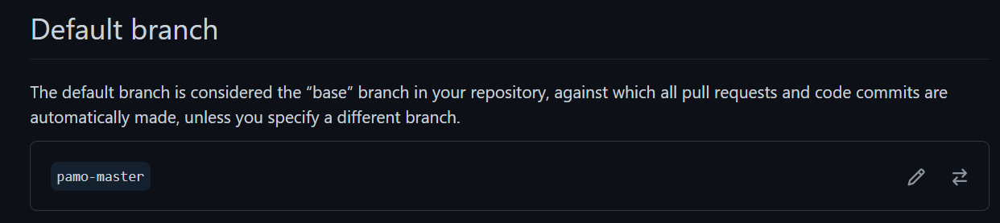 Default branch
The default branch is considered the “base” branch in your repository, against which all pull requests and code commits are
automatically made, unless you specify a different branch.
pamo-master